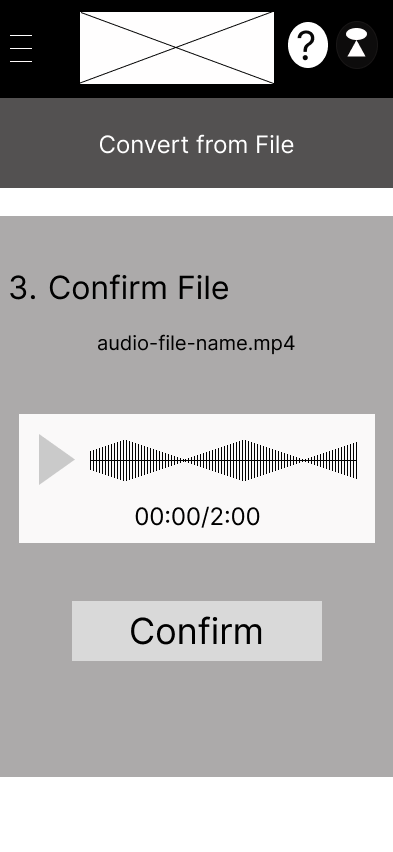 ?
Convert from File
3. Confirm File
audio-file-name.mp4
00:00/2:00
Confirm